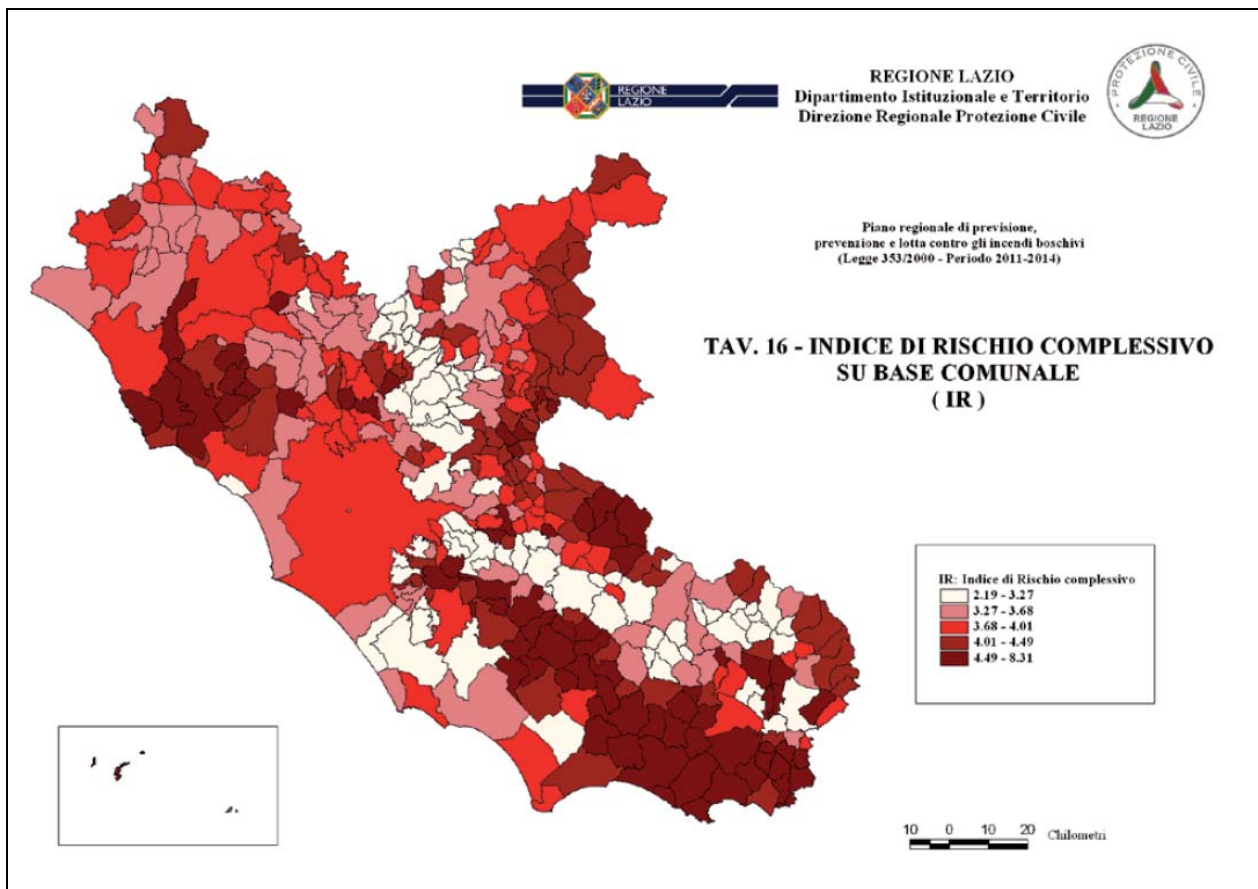 REGIONE
LAZIO
REGIONE LAZIO
Dipartimento Istituzionale e Territorio
Direzione Regionale Protezione Civile
PROTEZIONE CIVILE
REGIONE
LAZIO
Piano regionale di previsione,
prevenzione e lotta contro gli incendi boschivi
(Legge 353/2000 - Periodo 2011-2014)
TAV. 16 - INDICE DI RISCHIO COMPLESSIVO
SU BASE COMUNALE
( IR )
IR: Indice di Rischio complessivo
2.19 - 3.27
3.27 - 3.68
3.68 - 4.01
4.01 - 4.49
4.49 - 8.31
10 0 10 20 Chilometri